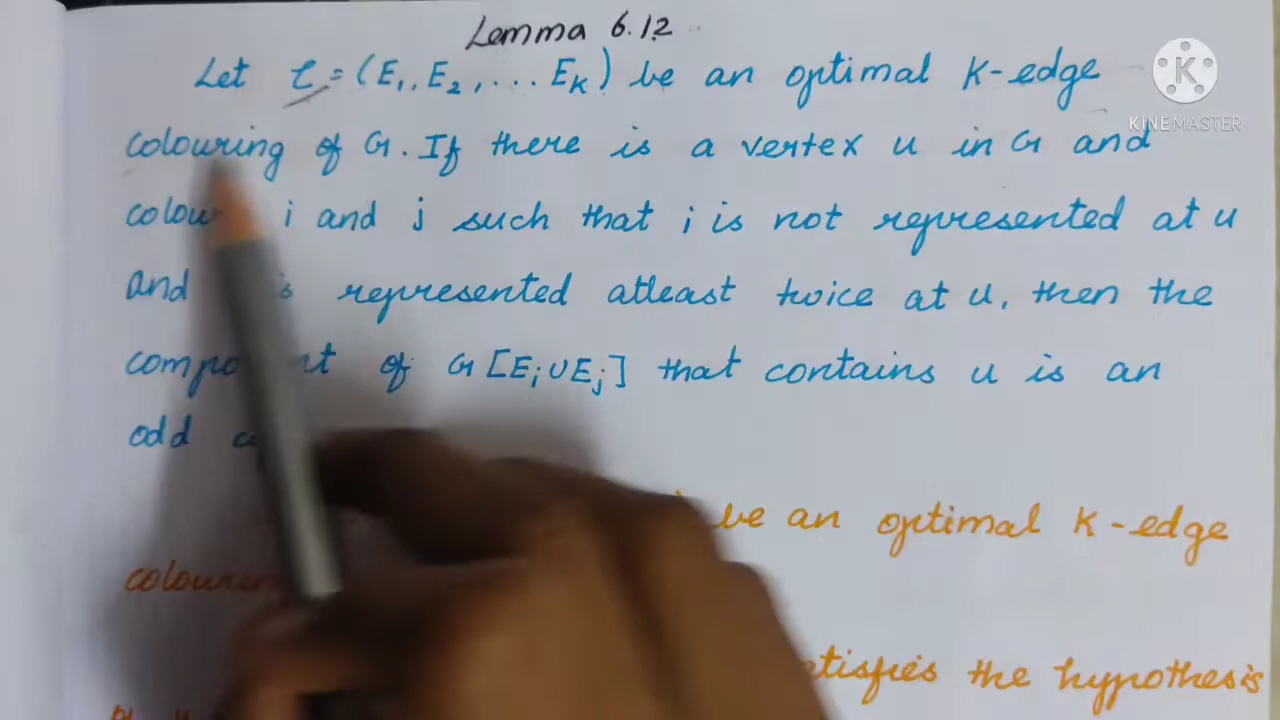 Lemma 6.12
Let C = (E1, E2, ... EK) be an optimal K-edge
colouring of G. If there is a vertex u in G and
i and j such that i is not represented at u
and represented atleast twice at u, then the
of G [Ei ∪ Ej] that contains u is an
odd
be an optimal K-edge
the hypothesis
K
KINEMASTER